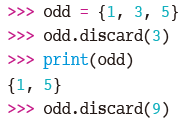 >>> odd = {1, 3, 5}
>>> odd.discard(3)
>>> print(odd)
{1, 5}
>>> odd.discard(9)